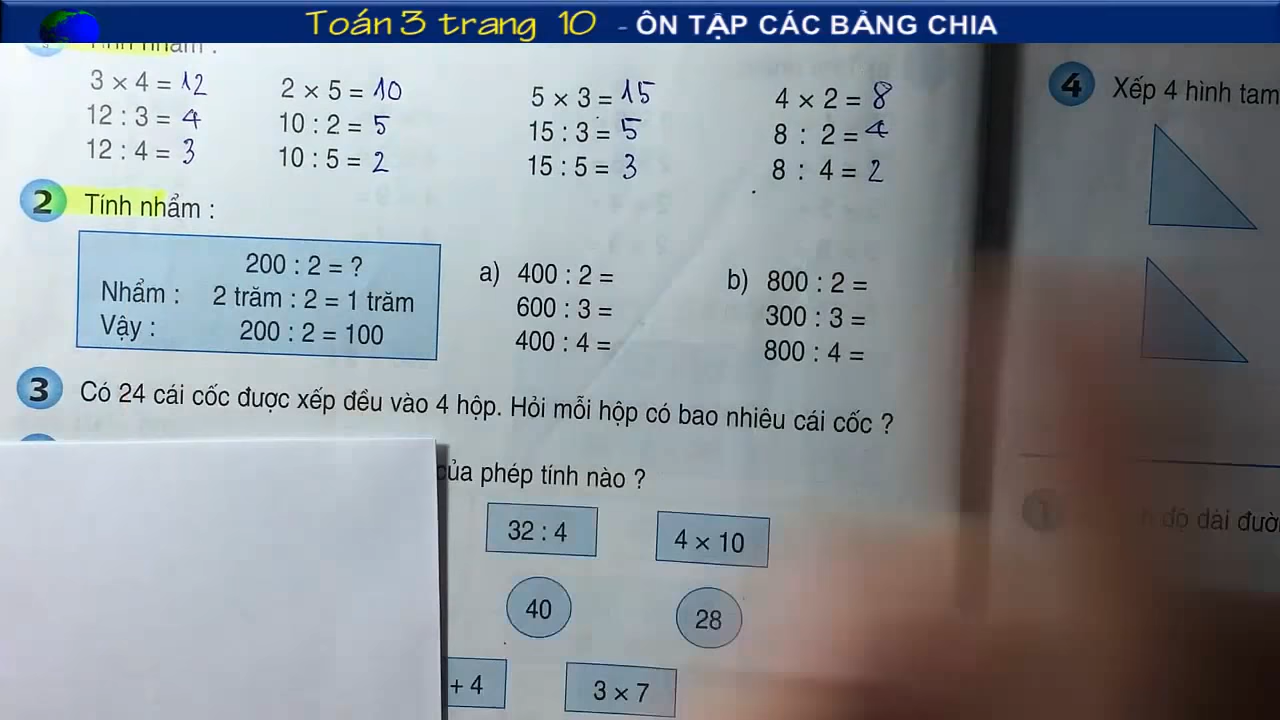 Toán 3 trang 10 - ÔN TẬP CÁC BẢNG CHIA
Tính nhẩm :
3 × 4 = 12
12 : 3 = 4
12 : 4 = 3
2 × 5 = 10
10 : 2 = 5
10 : 5 = 2
5 × 3 = 15
15 : 3 = 5
15 : 5 = 3
4 × 2 = 8
8 : 2 = 4
8 : 4 = 2
2 Tính nhẩm :
200 : 2 = ?
Nhẩm : 2 trăm : 2 = 1 trăm
Vậy : 200 : 2 = 100
a) 400 : 2 =
600 : 3 =
400 : 4 =
b) 800 : 2 =
300 : 3 =
800 : 4 =
3 Có 24 cái cốc được xếp đều vào 4 hộp. Hỏi mỗi hộp có bao nhiêu cái cốc ?
của phép tính nào ?
32 : 4
4 × 10
40
28
+ 4
3 × 7
4 Xếp 4 hình tam
1
độ dài